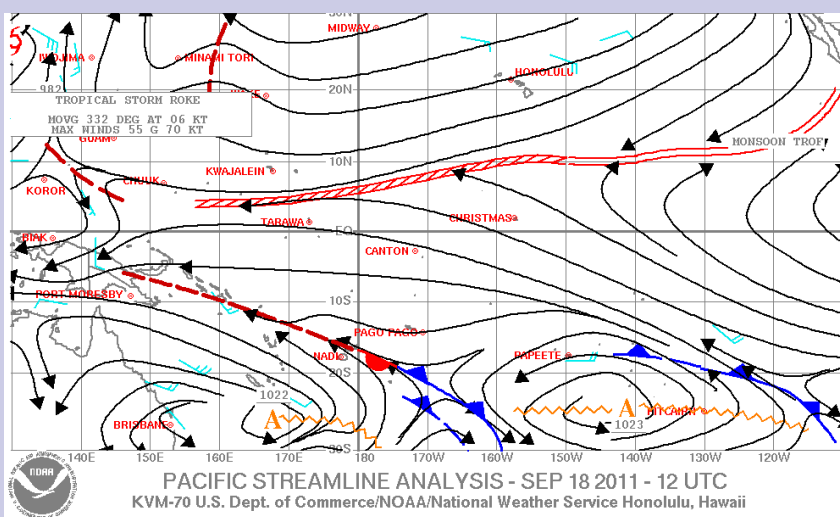 30N
MIDWAY
IWOJIMA
MINAMI TORI
HONOLULU
982
20N
TROPICAL STORM ROKE
MOVG 332 DEG AT 06 KT
MAX WINDS 55 G 70 KT
GUAM
MONSOON TROF
10N
KWAJALEIN
KOROR
CHUUK
TARAWA
CHRISTMAS
EQ
BIAK
CANTON
PORT MORESBY
10S
PAGO PAGO
NADI
PAPEETE
20S
1022
A
A
PITCAIRN
BRISBANE
1023
30S
140E
150E
160E
170E
180
170W
160W
150W
140W
130W
120W
NOAA
PACIFIC STREAMLINE ANALYSIS - SEP 18 2011 - 12 UTC
KVM-70 U.S. Dept. of Commerce/NOAA/National Weather Service Honolulu, Hawaii